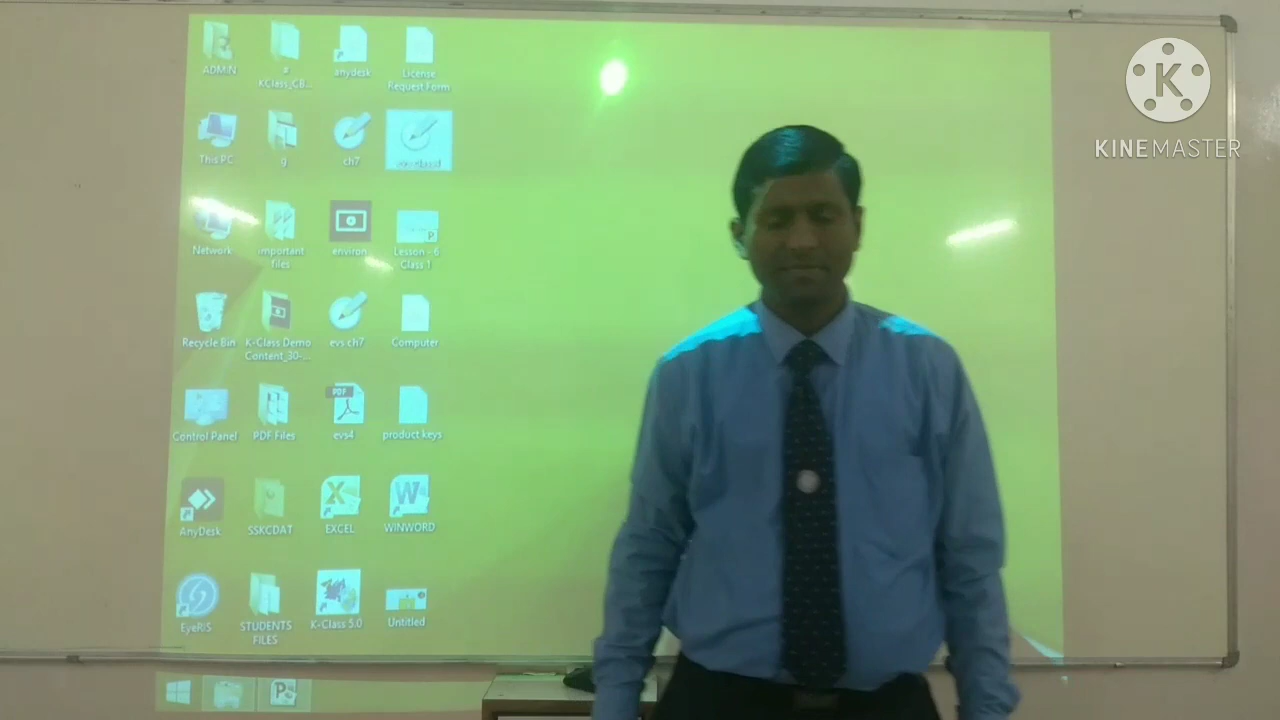 ADMIN
#
KClass_CB...
anydesk
License
Request Form
This PC
g
ch7
Network
important
files
environ
Lesson - 6
Class 1
Recycle Bin
K-Class Demo
Content_30-...
evs ch7
Computer
Control Panel
PDF Files
PDF
evs4
product keys
AnyDesk
SSKCDAT
EXCEL
WINWORD
EyeRIS
STUDENTS
FILES
K-Class 5.0
Untitled
K
KINEMASTER